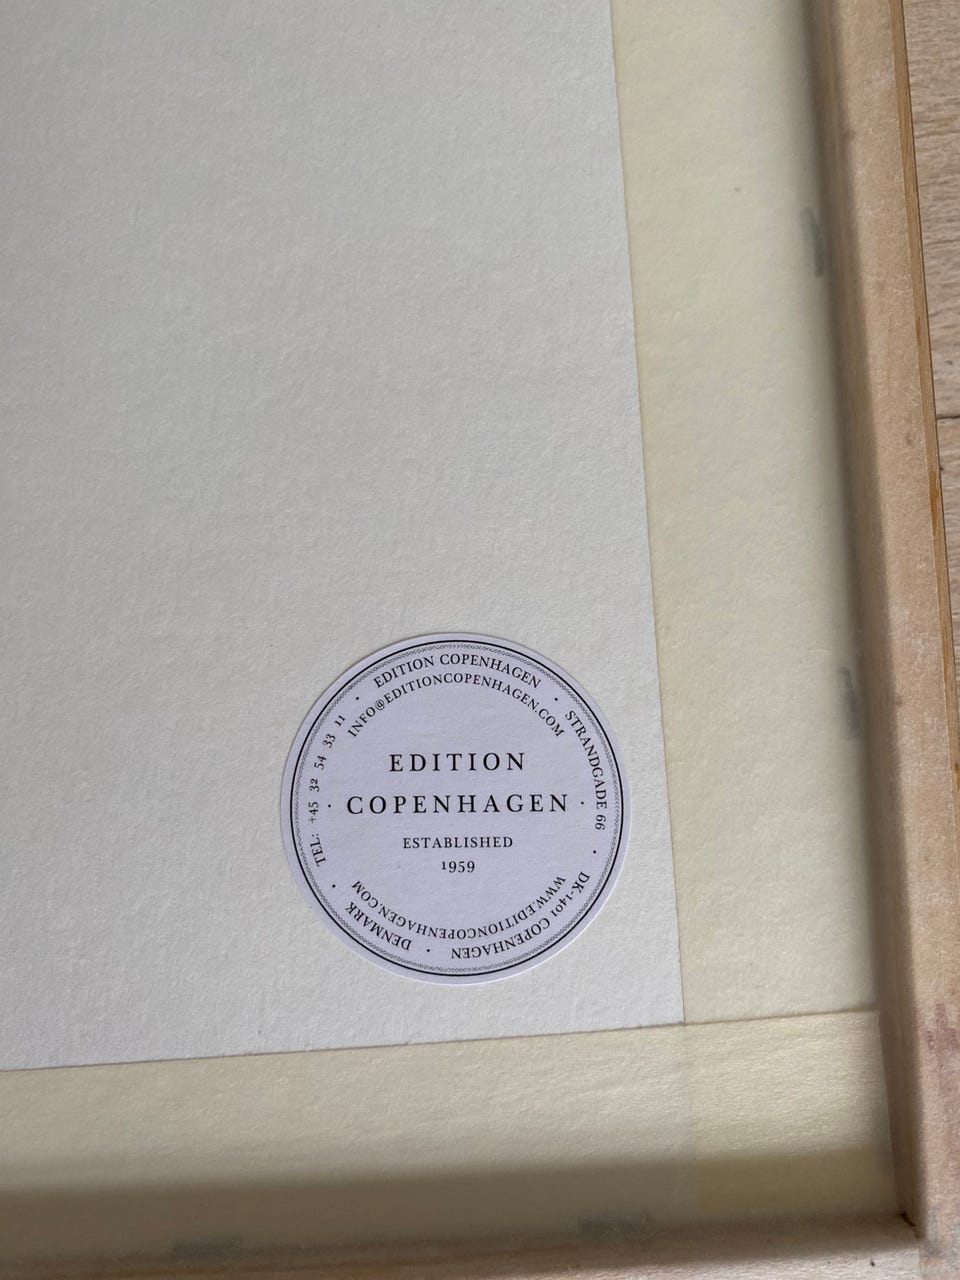 EDITION COPENHAGEN · STRANDGADE 66 · DK-1401 COPENHAGEN · DENMARK · TEL: +45 32 54 33 11 ·
INFO@EDITIONCOPENHAGEN.COM
EDITION
· COPENHAGEN ·
ESTABLISHED
1959
WWW.EDITIONCOPENHAGEN.COM